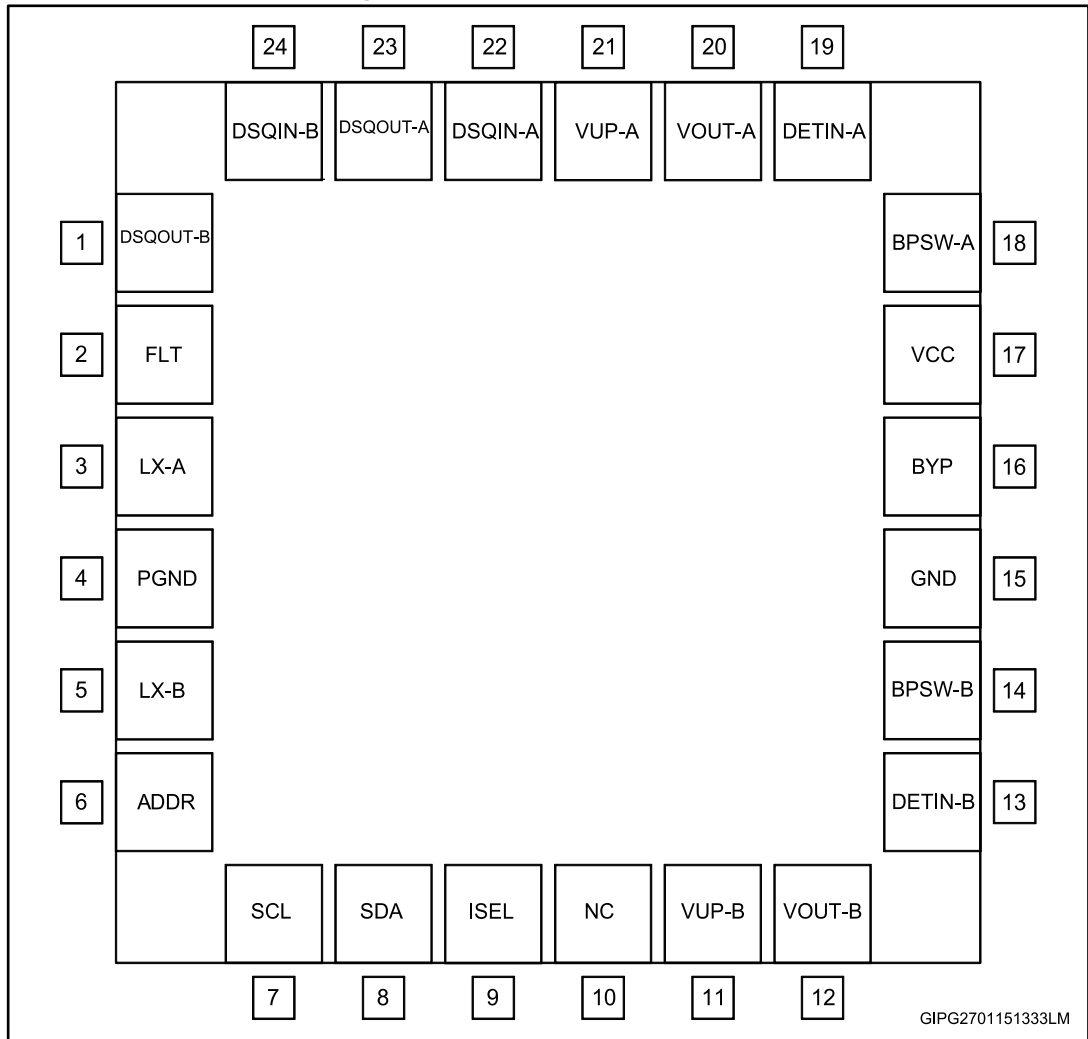 24 23 22 21 20 19
DSQIN-B DSQOUT-A DSQIN-A VUP-A VOUT-A DETIN-A
1 DSQOUT-B BPSW-A 18
2 FLT VCC 17
3 LX-A BYP 16
4 PGND GND 15
5 LX-B BPSW-B 14
6 ADDR DETIN-B 13
SCL SDA ISEL NC VUP-B VOUT-B
7 8 9 10 11 12
GIPG2701151333LM